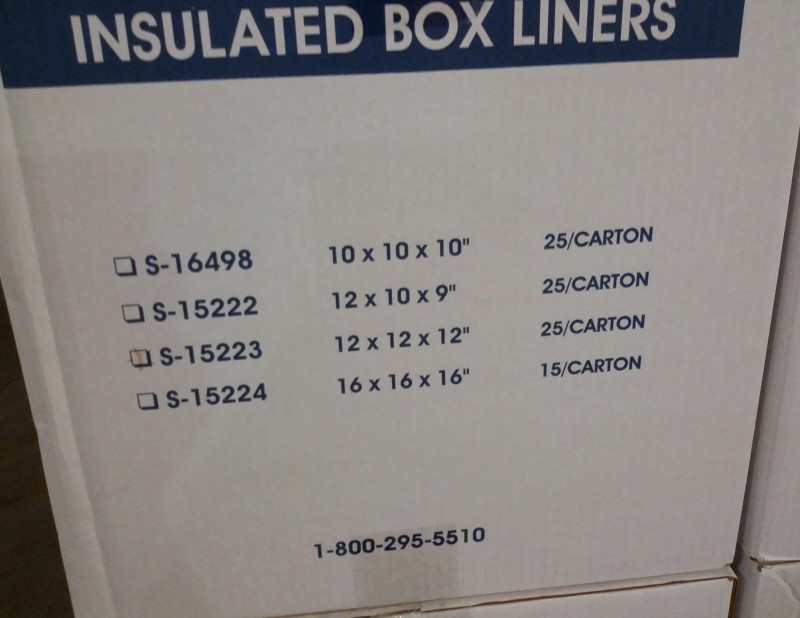 INSULATED BOX LINERS
☐ S-16498 10 x 10 x 10" 25/CARTON
☐ S-15222 12 x 10 x 9" 25/CARTON
☐ S-15223 12 x 12 x 12" 25/CARTON
☐ S-15224 16 x 16 x 16" 15/CARTON
1-800-295-5510